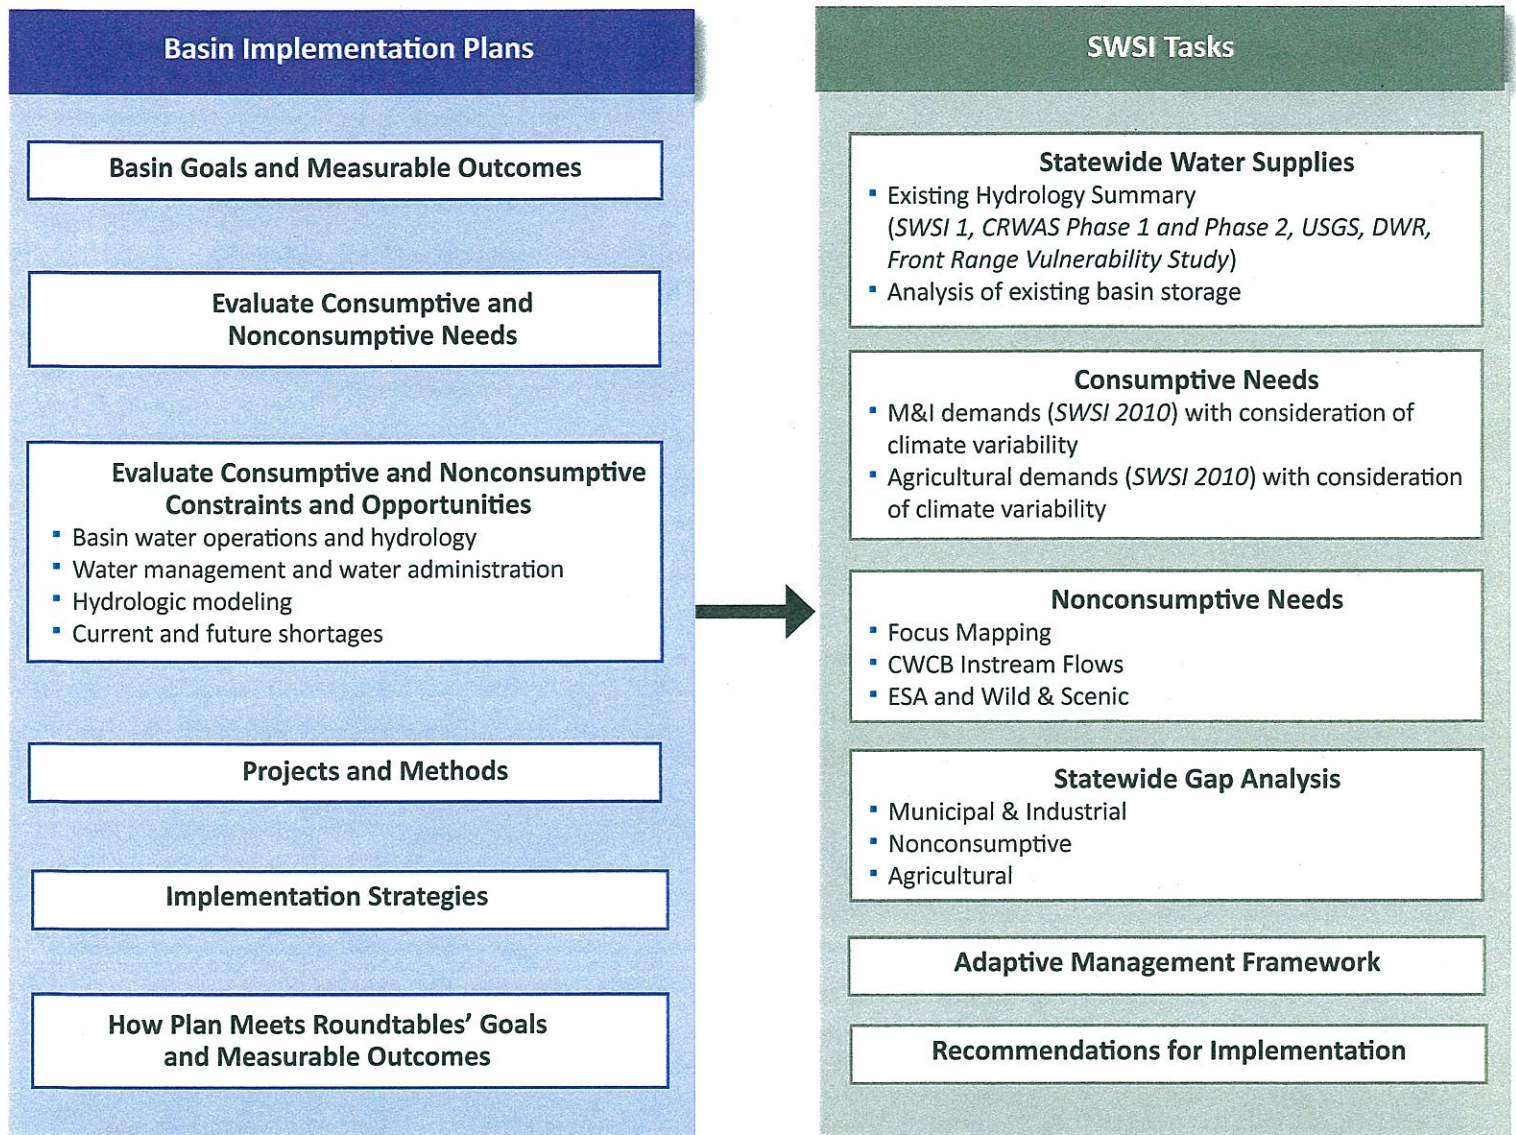 Basin Implementation Plans
Basin Goals and Measurable Outcomes
Evaluate Consumptive and
Nonconsumptive Needs
Evaluate Consumptive and Nonconsumptive
Constraints and Opportunities
▪ Basin water operations and hydrology
▪ Water management and water administration
▪ Hydrologic modeling
▪ Current and future shortages
Projects and Methods
Implementation Strategies
How Plan Meets Roundtables’ Goals
and Measurable Outcomes
SWSI Tasks
Statewide Water Supplies
▪ Existing Hydrology Summary
(SWSI 1, CRWAS Phase 1 and Phase 2, USGS, DWR,
Front Range Vulnerability Study)
▪ Analysis of existing basin storage
Consumptive Needs
▪ M&I demands (SWSI 2010) with consideration of
climate variability
▪ Agricultural demands (SWSI 2010) with consideration
of climate variability
Nonconsumptive Needs
▪ Focus Mapping
▪ CWCB Instream Flows
▪ ESA and Wild & Scenic
Statewide Gap Analysis
▪ Municipal & Industrial
▪ Nonconsumptive
▪ Agricultural
Adaptive Management Framework
Recommendations for Implementation